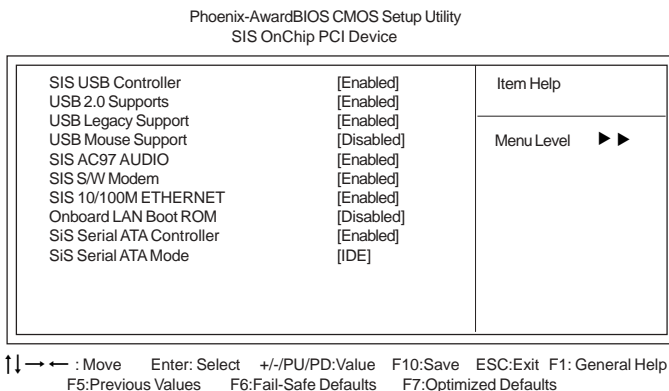 Phoenix-AwardBIOS CMOS Setup Utility
SIS OnChip PCI Device
SIS USB Controller [Enabled]
USB 2.0 Supports [Enabled]
USB Legacy Support [Enabled]
USB Mouse Support [Disabled]
SIS AC97 AUDIO [Enabled]
SIS S/W Modem [Enabled]
SIS 10/100M ETHERNET [Enabled]
Onboard LAN Boot ROM [Disabled]
SiS Serial ATA Controller [Enabled]
SiS Serial ATA Mode [IDE]
Item Help
Menu Level ▶▶
↑↓→← : Move Enter: Select +/-/PU/PD:Value F10:Save ESC:Exit F1: General Help
F5:Previous Values F6:Fail-Safe Defaults F7:Optimized Defaults